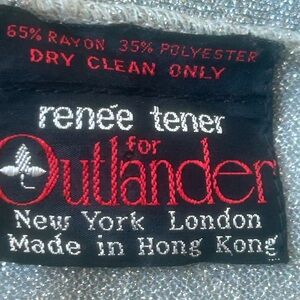 65% RAYON 35% POLYESTER
DRY CLEAN ONLY
renée tener
for
Outlander
New York London
Made in Hong Kong